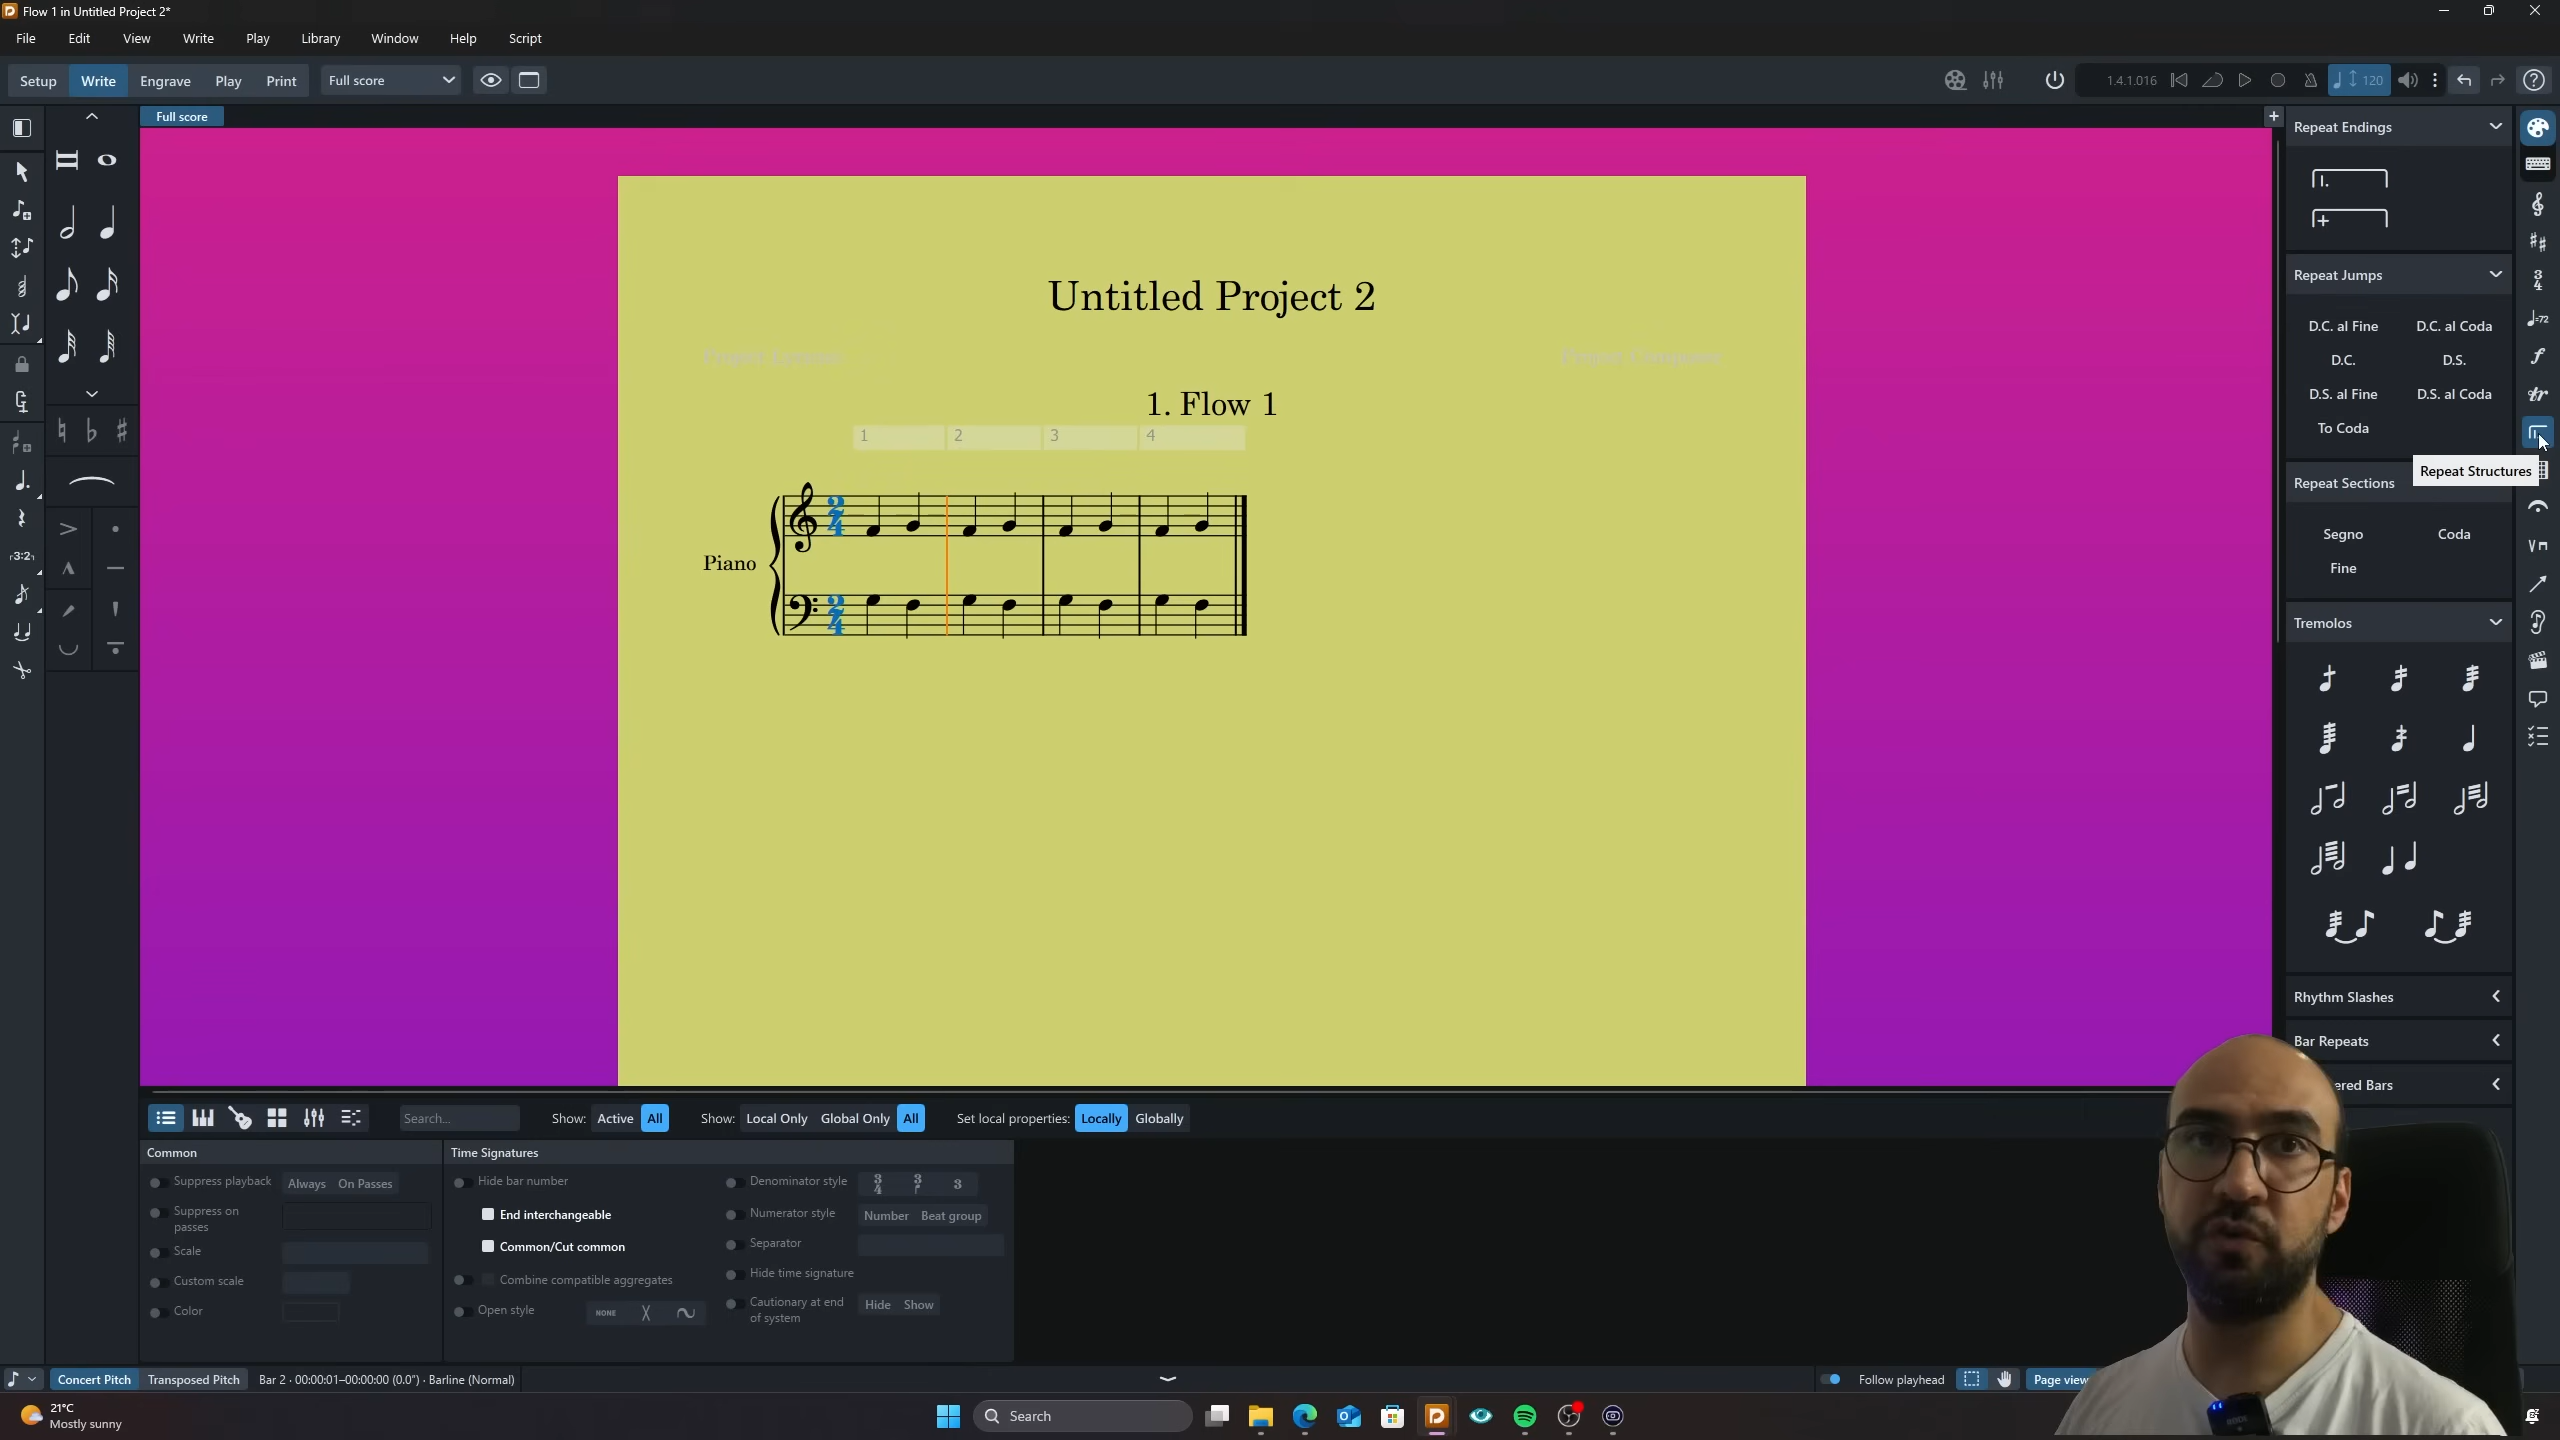 Flow 1 in Untitled Project 2*
File Edit View Write Play Library Window Help Script
Setup Write Engrave Play Print Full score 1.4.1.016 120
Full score
Untitled Project 2
1. Flow 1
1 2 3 4
Piano
Repeat Endings
1.
+
Repeat Jumps
D.C. al Fine D.C. al Coda
D.C. D.S.
D.S. al Fine D.S. al Coda
To Coda
Repeat Structures
Repeat Sections
Segno Coda
Fine
Tremolos
Rhythm Slashes
Bar Repeats
ered Bars
Search... Show: Active All Show: Local Only Global Only All Set local properties: Locally Globally
Common
Suppress playback Always On Passes
Suppress on
passes
Scale
Custom scale
Color
Time Signatures
Hide bar number
End interchangeable
Common/Cut common
Combine compatible aggregates
Open style NONE
Denominator style
Numerator style Number Beat group
Separator
Hide time signature
Cautionary at end
of system
Hide Show
Concert Pitch Transposed Pitch Bar 2 · 00:00:01–00:00:00 (0.0") · Barline (Normal) Follow playhead Page view
21°C
Mostly sunny
Search